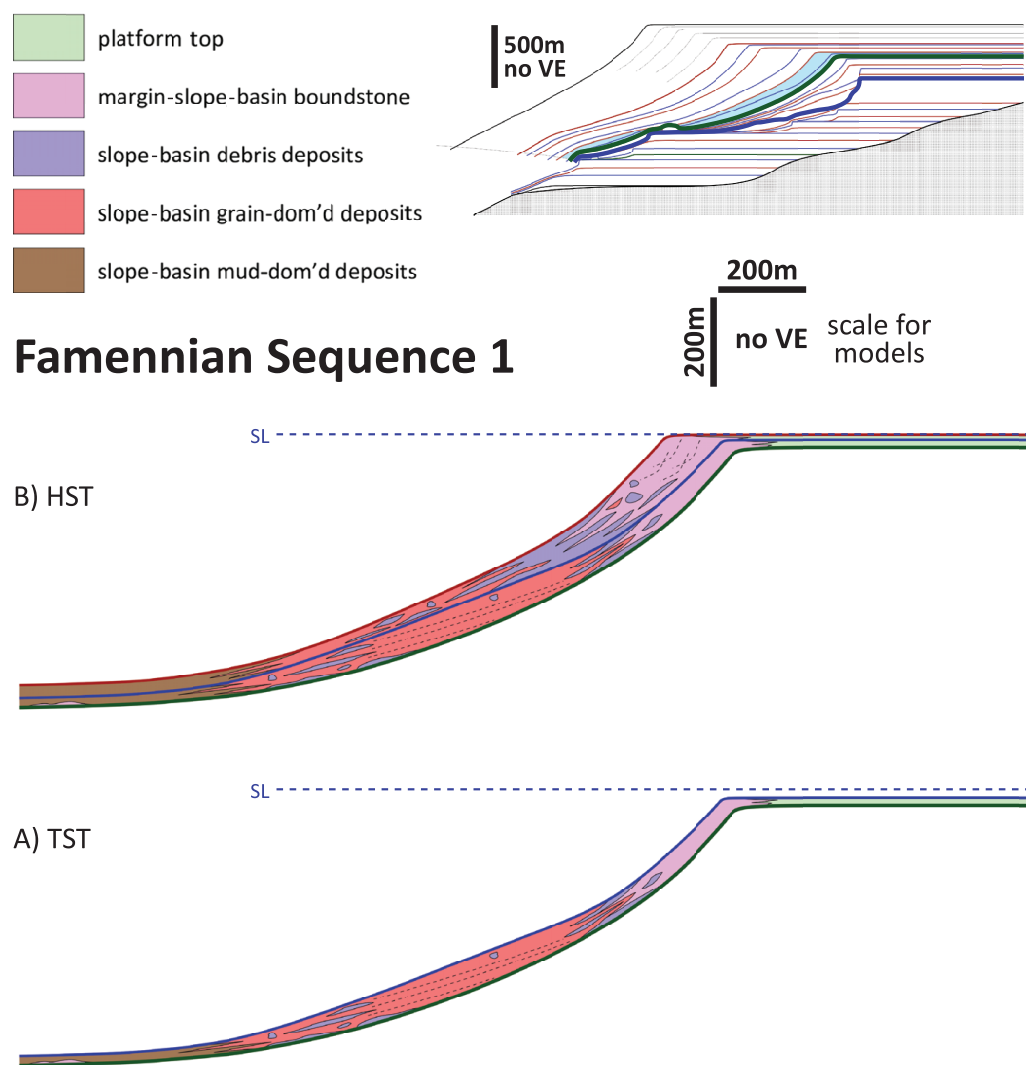 platform top
margin-slope-basin boundstone
slope-basin debris deposits
slope-basin grain-dom'd deposits
slope-basin mud-dom'd deposits
500m
no VE
200m
200m
no VE
scale for
models
Famennian Sequence 1
SL
B) HST
SL
A) TST